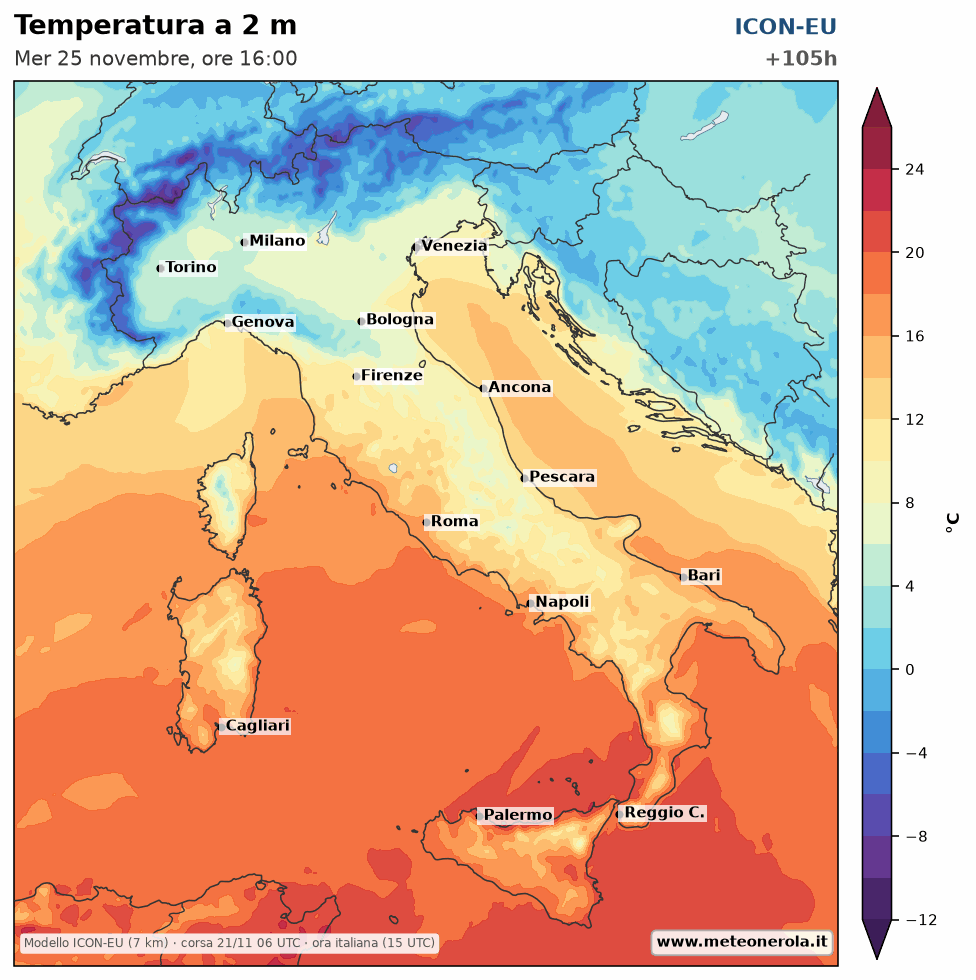 Temperatura a 2 m
ICON-EU
Mer 25 novembre, ore 16:00
+105h
24
20
16
12
8
4
0
−4
−8
−12
°C
Milano
Venezia
Torino
Genova
Bologna
Firenze
Ancona
Pescara
Roma
Bari
Napoli
Cagliari
Palermo
Reggio C.
Modello ICON-EU (7 km) · corsa 21/11 06 UTC · ora italiana (15 UTC)
www.meteonerola.it